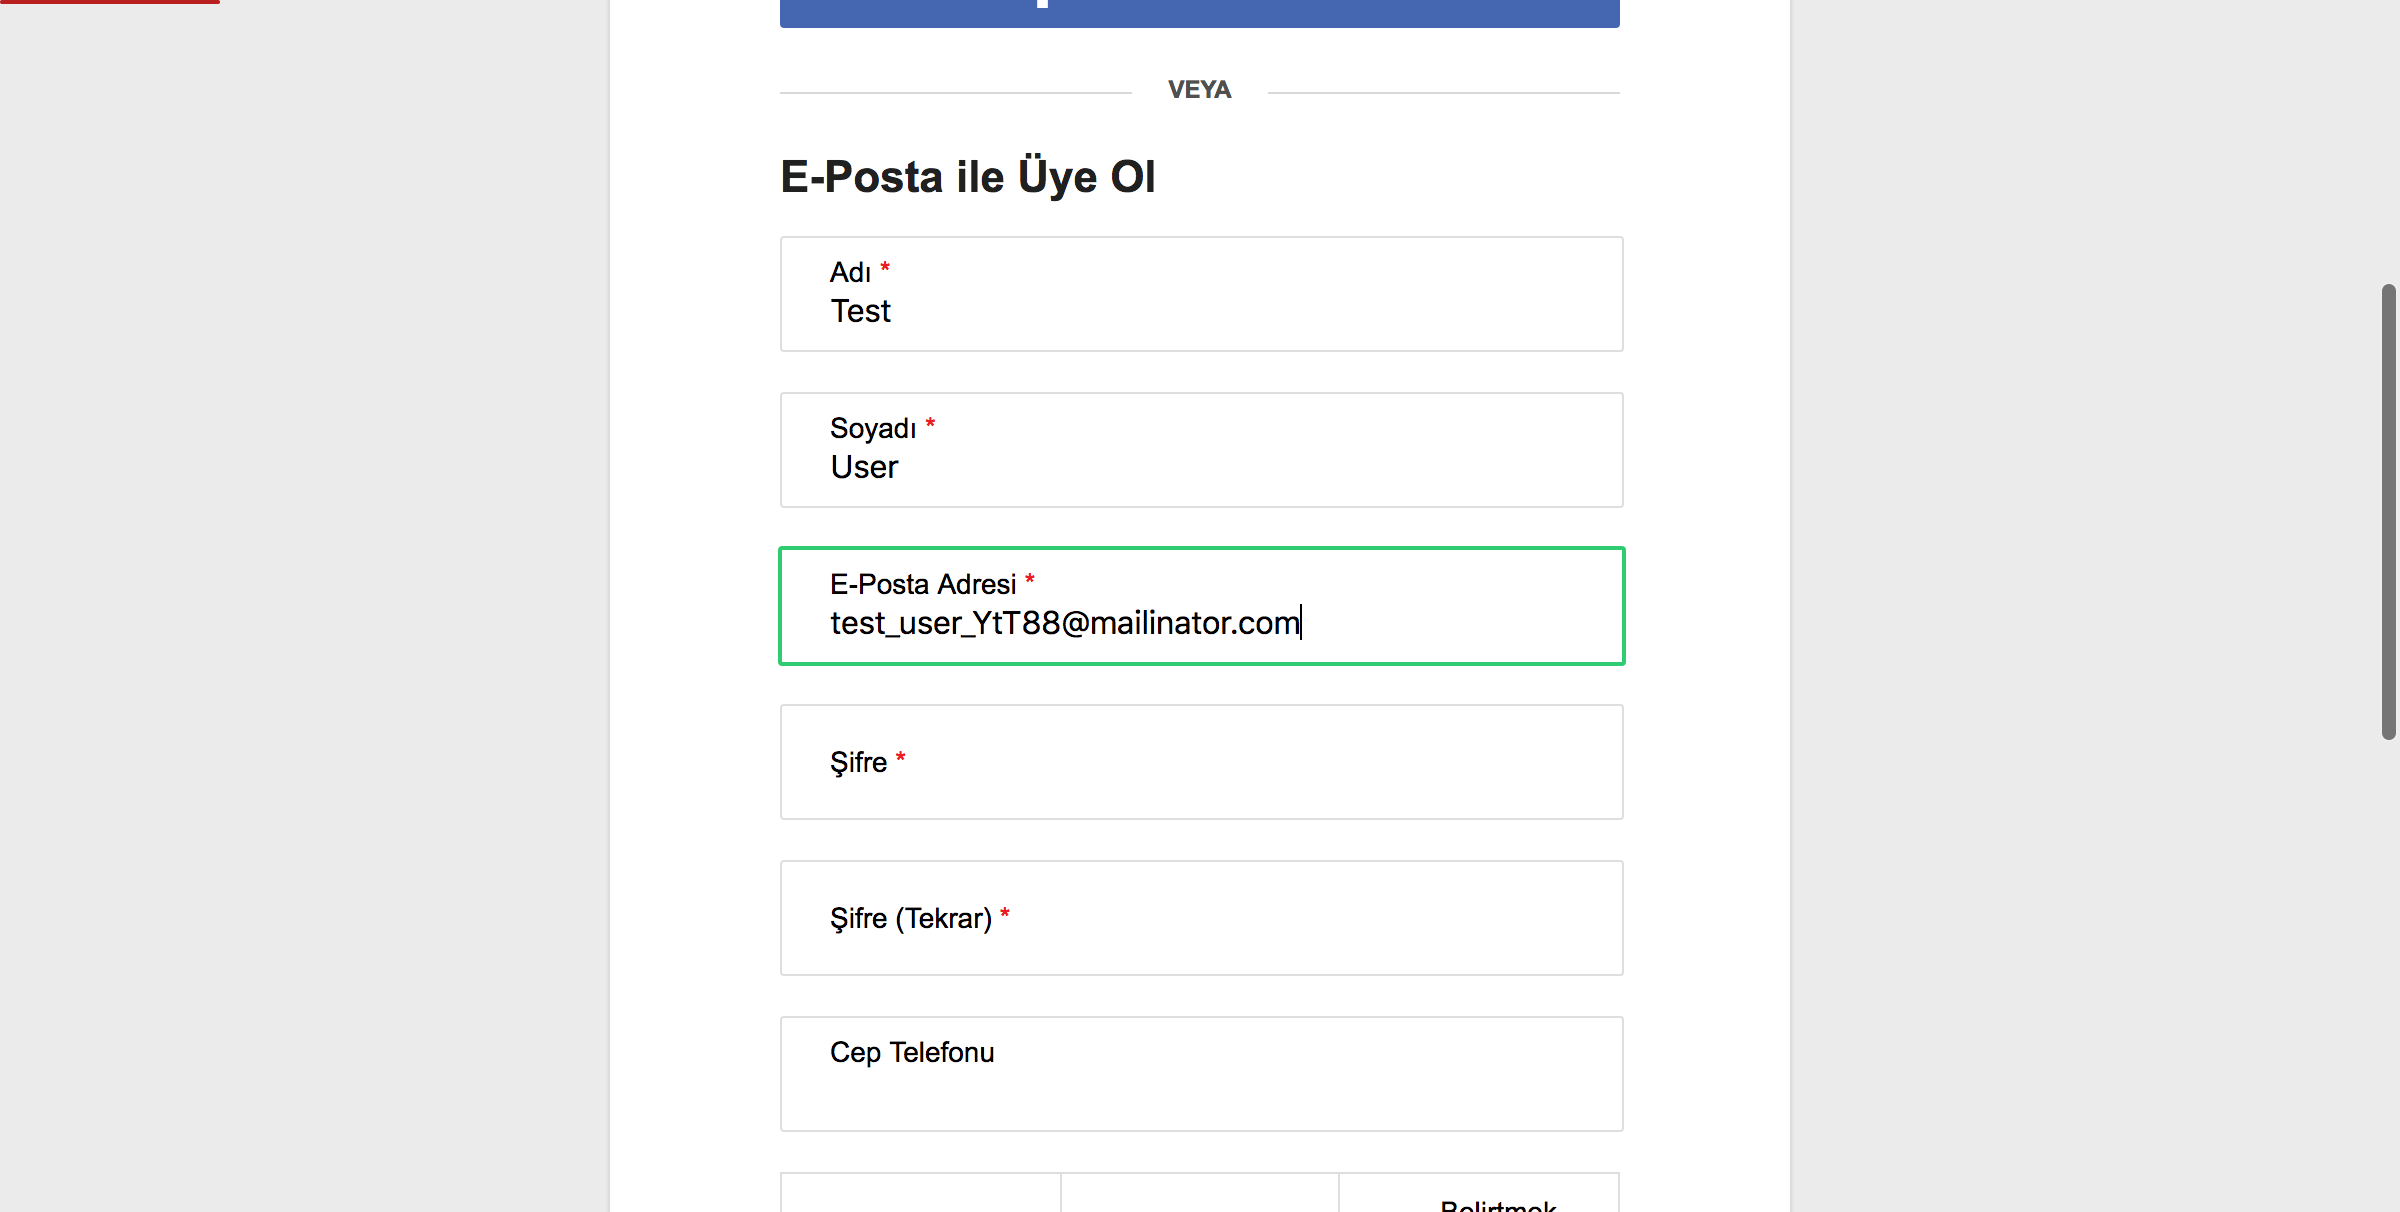 VEYA
E-Posta ile Üye Ol
Adı *
Test
Soyadı *
User
E-Posta Adresi *
test_user_YtT88@mailinator.com
Şifre *
Şifre (Tekrar) *
Cep Telefonu
Belirtmek